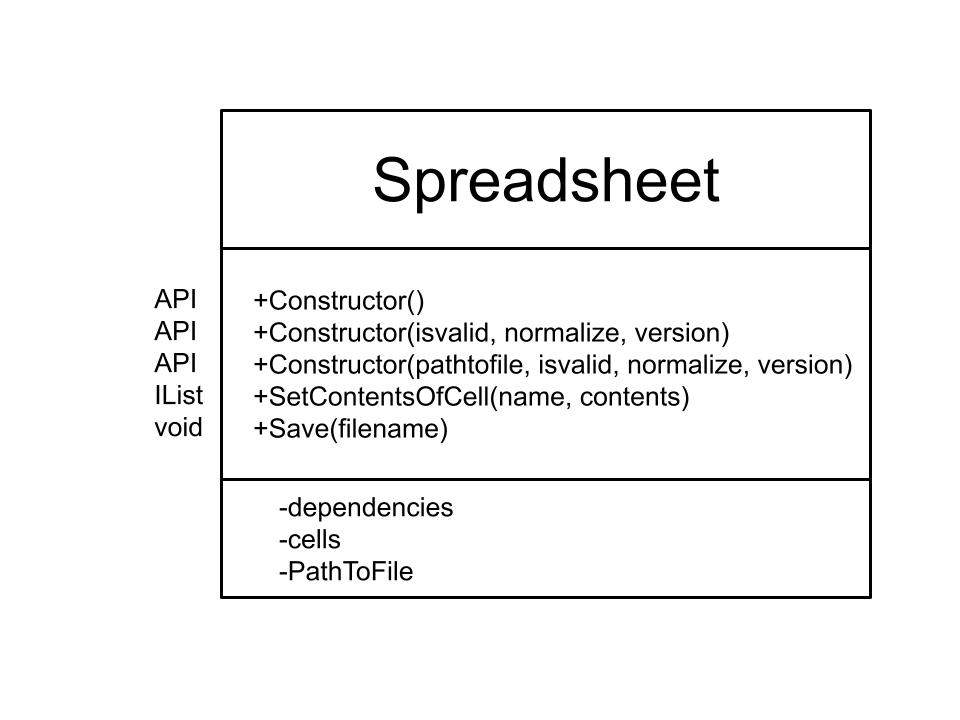 Spreadsheet
API +Constructor()
API +Constructor(isvalid, normalize, version)
API +Constructor(pathtofile, isvalid, normalize, version)
IList +SetContentsOfCell(name, contents)
void +Save(filename)
-dependencies
-cells
-PathToFile